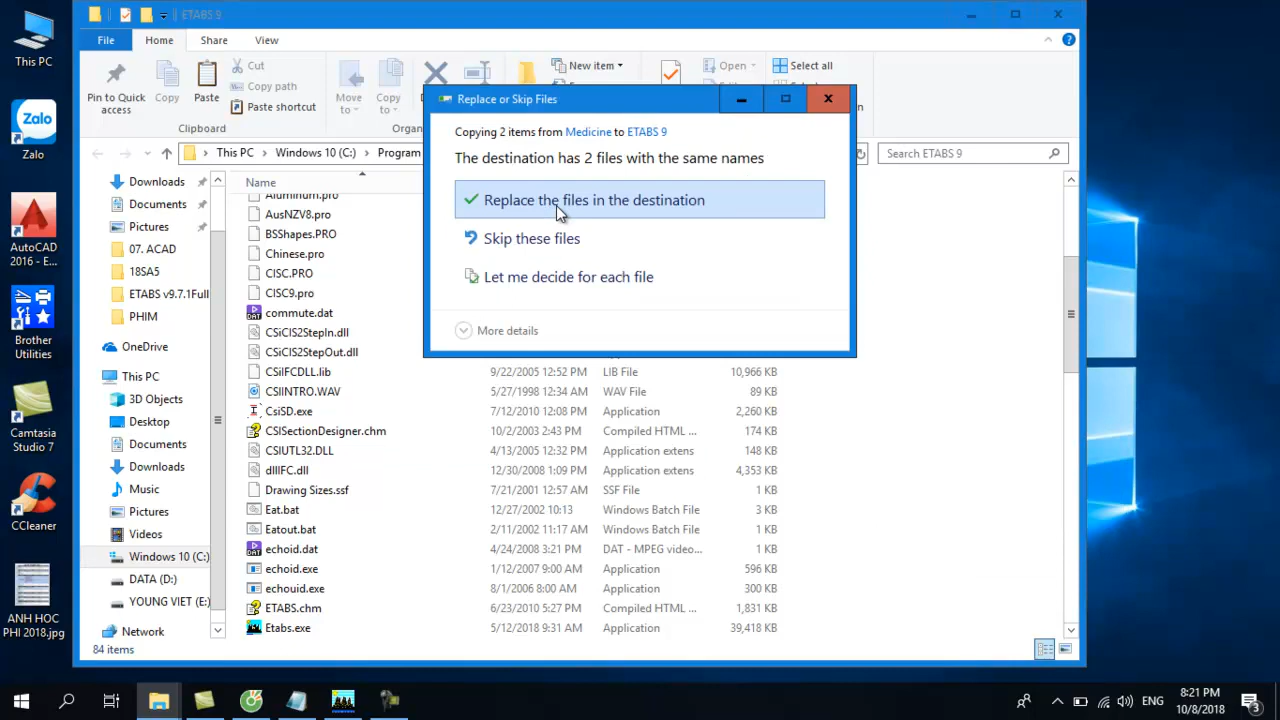 This PC
Zalo
AutoCAD
2016 - E...
Brother
Utilities
Camtasia
Studio 7
CCleaner
ANH HOC
PHI 2018.jpg
ETABS 9
File
Home
Share
View
Pin to Quick
access
Copy
Paste
Cut
Copy path
Paste shortcut
Clipboard
Move
to
Copy
to
Organ
New item
Open
Select all
This PC
Windows 10 (C:)
Program
Search ETABS 9
Downloads
Documents
Pictures
07. ACAD
18SA5
ETABS v9.7.1Full
PHIM
OneDrive
This PC
3D Objects
Desktop
Documents
Downloads
Music
Pictures
Videos
Windows 10 (C:)
DATA (D:)
YOUNG VIET (E:)
Network
84 items
Name
Aluminum.pro
AusNZV8.pro
BSShapes.PRO
Chinese.pro
CISC.PRO
CISC9.pro
commute.dat
CSiCIS2StepIn.dll
CSiCIS2StepOut.dll
CSiIFCDLL.lib 9/22/2005 12:52 PM LIB File 10,966 KB
CSIINTRO.WAV 5/27/1998 12:34 AM WAV File 89 KB
CsiSD.exe 7/12/2010 12:08 PM Application 2,260 KB
CSISectionDesigner.chm 10/2/2003 2:43 PM Compiled HTML ... 174 KB
CSIUTL32.DLL 4/13/2005 12:32 PM Application extens 148 KB
dllIFC.dll 12/30/2008 1:09 PM Application extens 4,353 KB
Drawing Sizes.ssf 7/21/2001 12:57 AM SSF File 1 KB
Eat.bat 12/27/2002 10:13 Windows Batch File 3 KB
Eatout.bat 2/11/2002 11:17 AM Windows Batch File 1 KB
echoid.dat 4/24/2008 3:21 PM DAT - MPEG video... 1 KB
echoid.exe 1/12/2007 9:00 AM Application 596 KB
echouid.exe 8/1/2006 8:00 AM Application 300 KB
ETABS.chm 6/23/2010 5:27 PM Compiled HTML ... 1,831 KB
Etabs.exe 5/12/2018 9:31 AM Application 39,418 KB
Replace or Skip Files
Copying 2 items from Medicine to ETABS 9
The destination has 2 files with the same names
Replace the files in the destination
Skip these files
Let me decide for each file
More details
ENG
8:21 PM
10/8/2018
3